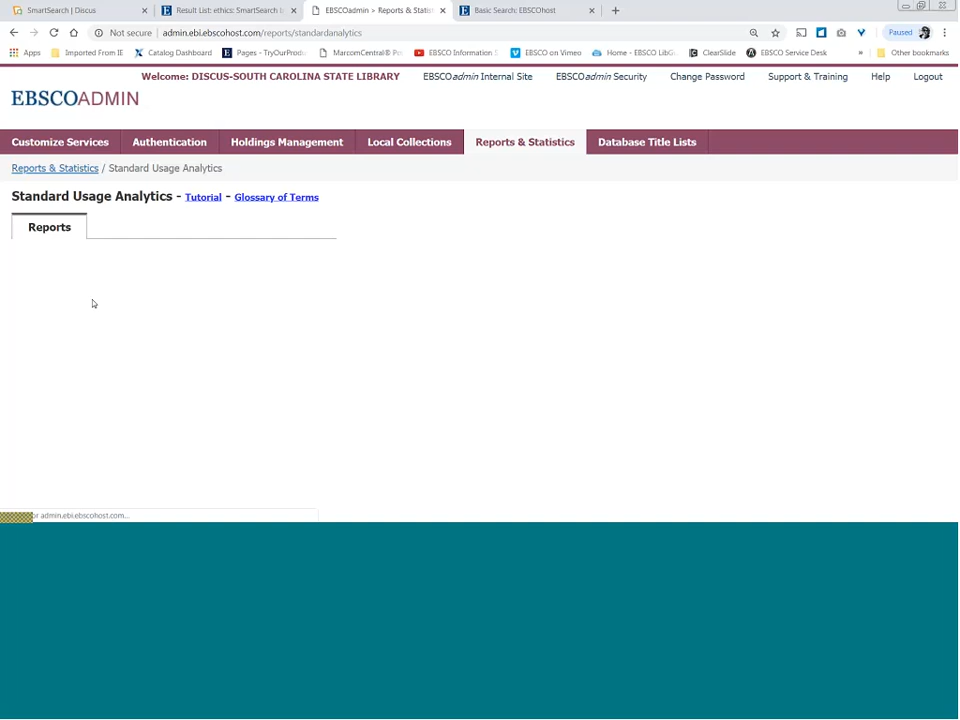 SmartSearch | Discus
Result List: ethics: SmartSearch
EBSCOadmin > Reports & Statis
Basic Search: EBSCOhost
Not secure | admin.ebi.ebscohost.com/reports/standardanalytics
Paused
Apps
Imported From IE
Catalog Dashboard
Pages - TryOurProd
MarcomCentral® Po
EBSCO Information S
EBSCO on Vimeo
Home - EBSCO LibG
ClearSlide
EBSCO Service Desk
»
Other bookmarks
Welcome: DISCUS-SOUTH CAROLINA STATE LIBRARY
EBSCOadmin Internal Site
EBSCOadmin Security
Change Password
Support & Training
Help
Logout
EBSCOADMIN
Customize Services
Authentication
Holdings Management
Local Collections
Reports & Statistics
Database Title Lists
Reports & Statistics / Standard Usage Analytics
Standard Usage Analytics - Tutorial - Glossary of Terms
Reports
or admin.ebi.ebscohost.com...